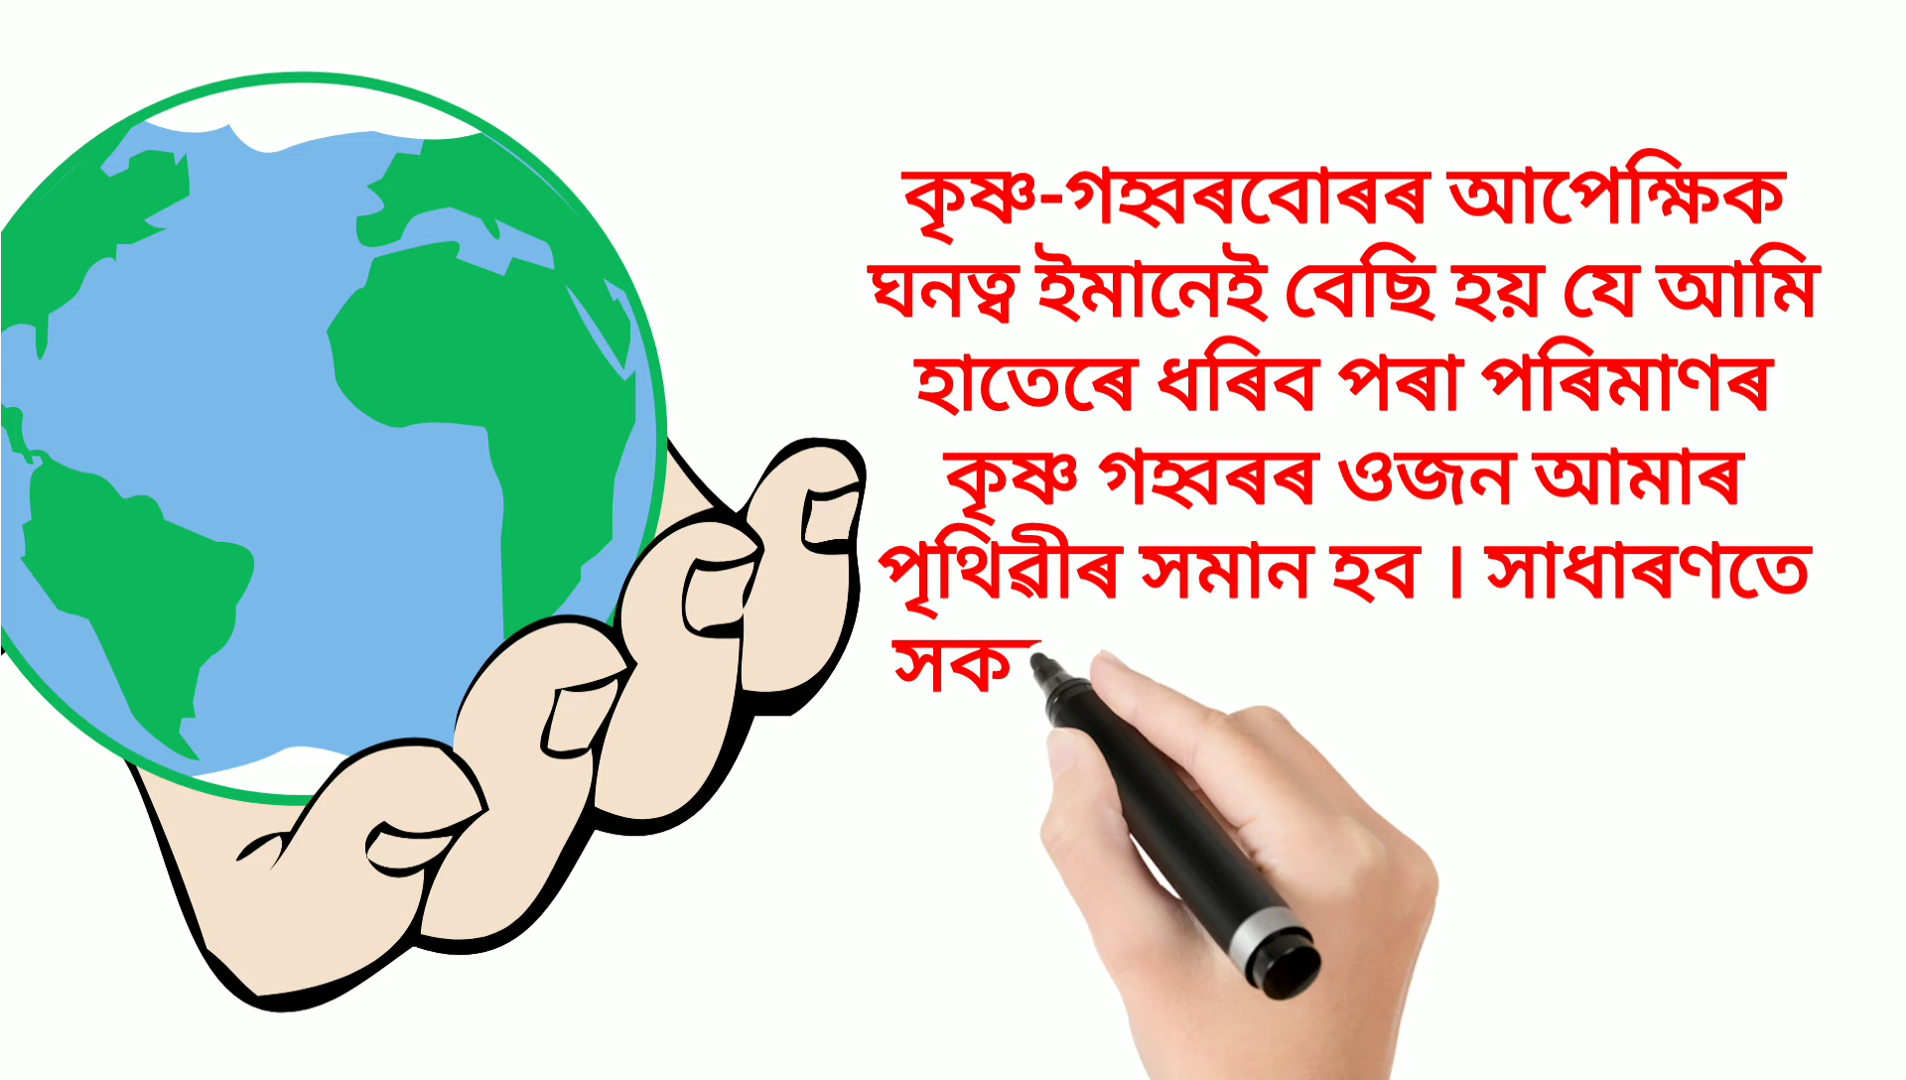 কৃষ্ণ-গহ্বৰবোৰৰ আপেক্ষিক
ঘনত্ব ইমানেই বেছি হয় যে আমি
হাতেৰে ধৰিব পৰা পৰিমাণৰ
কৃষ্ণ গহ্বৰৰ ওজন আমাৰ
পৃথিৱীৰ সমান হব । সাধাৰণতে